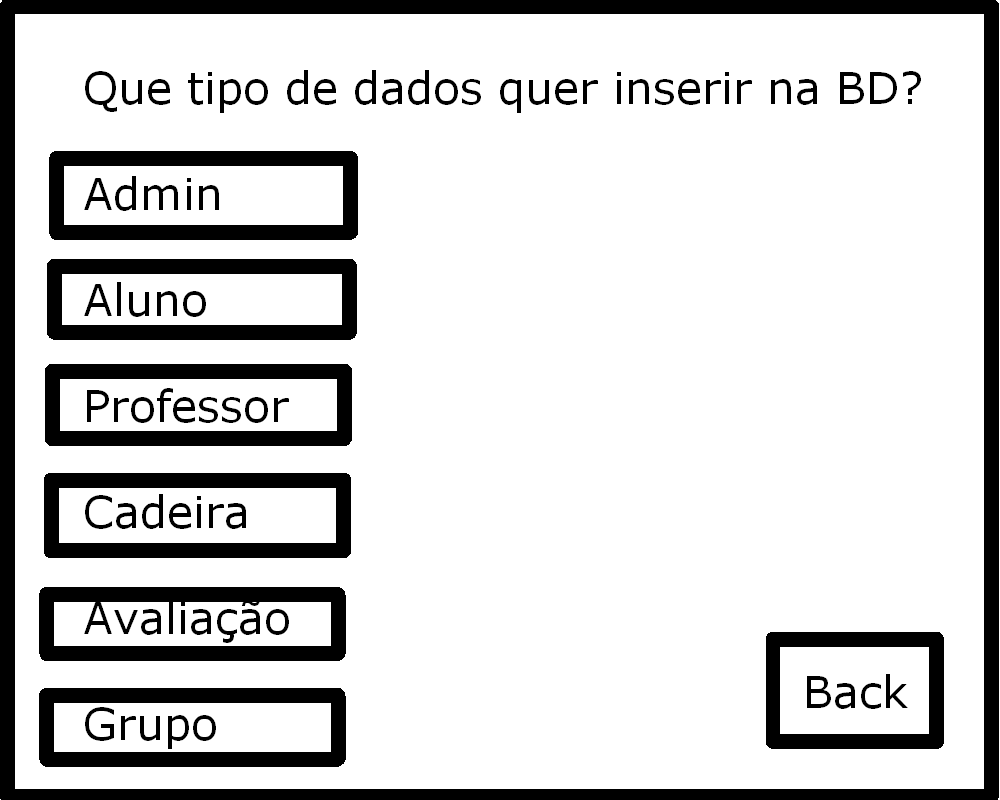 Que tipo de dados quer inserir na BD?
Admin
Aluno
Professor
Cadeira
Avaliação
Grupo
Back